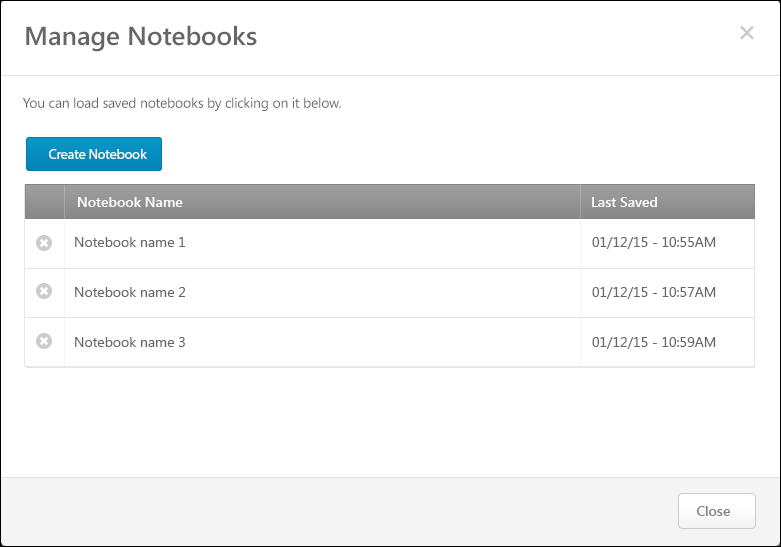 Manage Notebooks
You can load saved notebooks by clicking on it below.
Create Notebook
Notebook Name Last Saved
Notebook name 1 01/12/15 - 10:55AM
Notebook name 2 01/12/15 - 10:57AM
Notebook name 3 01/12/15 - 10:59AM
Close